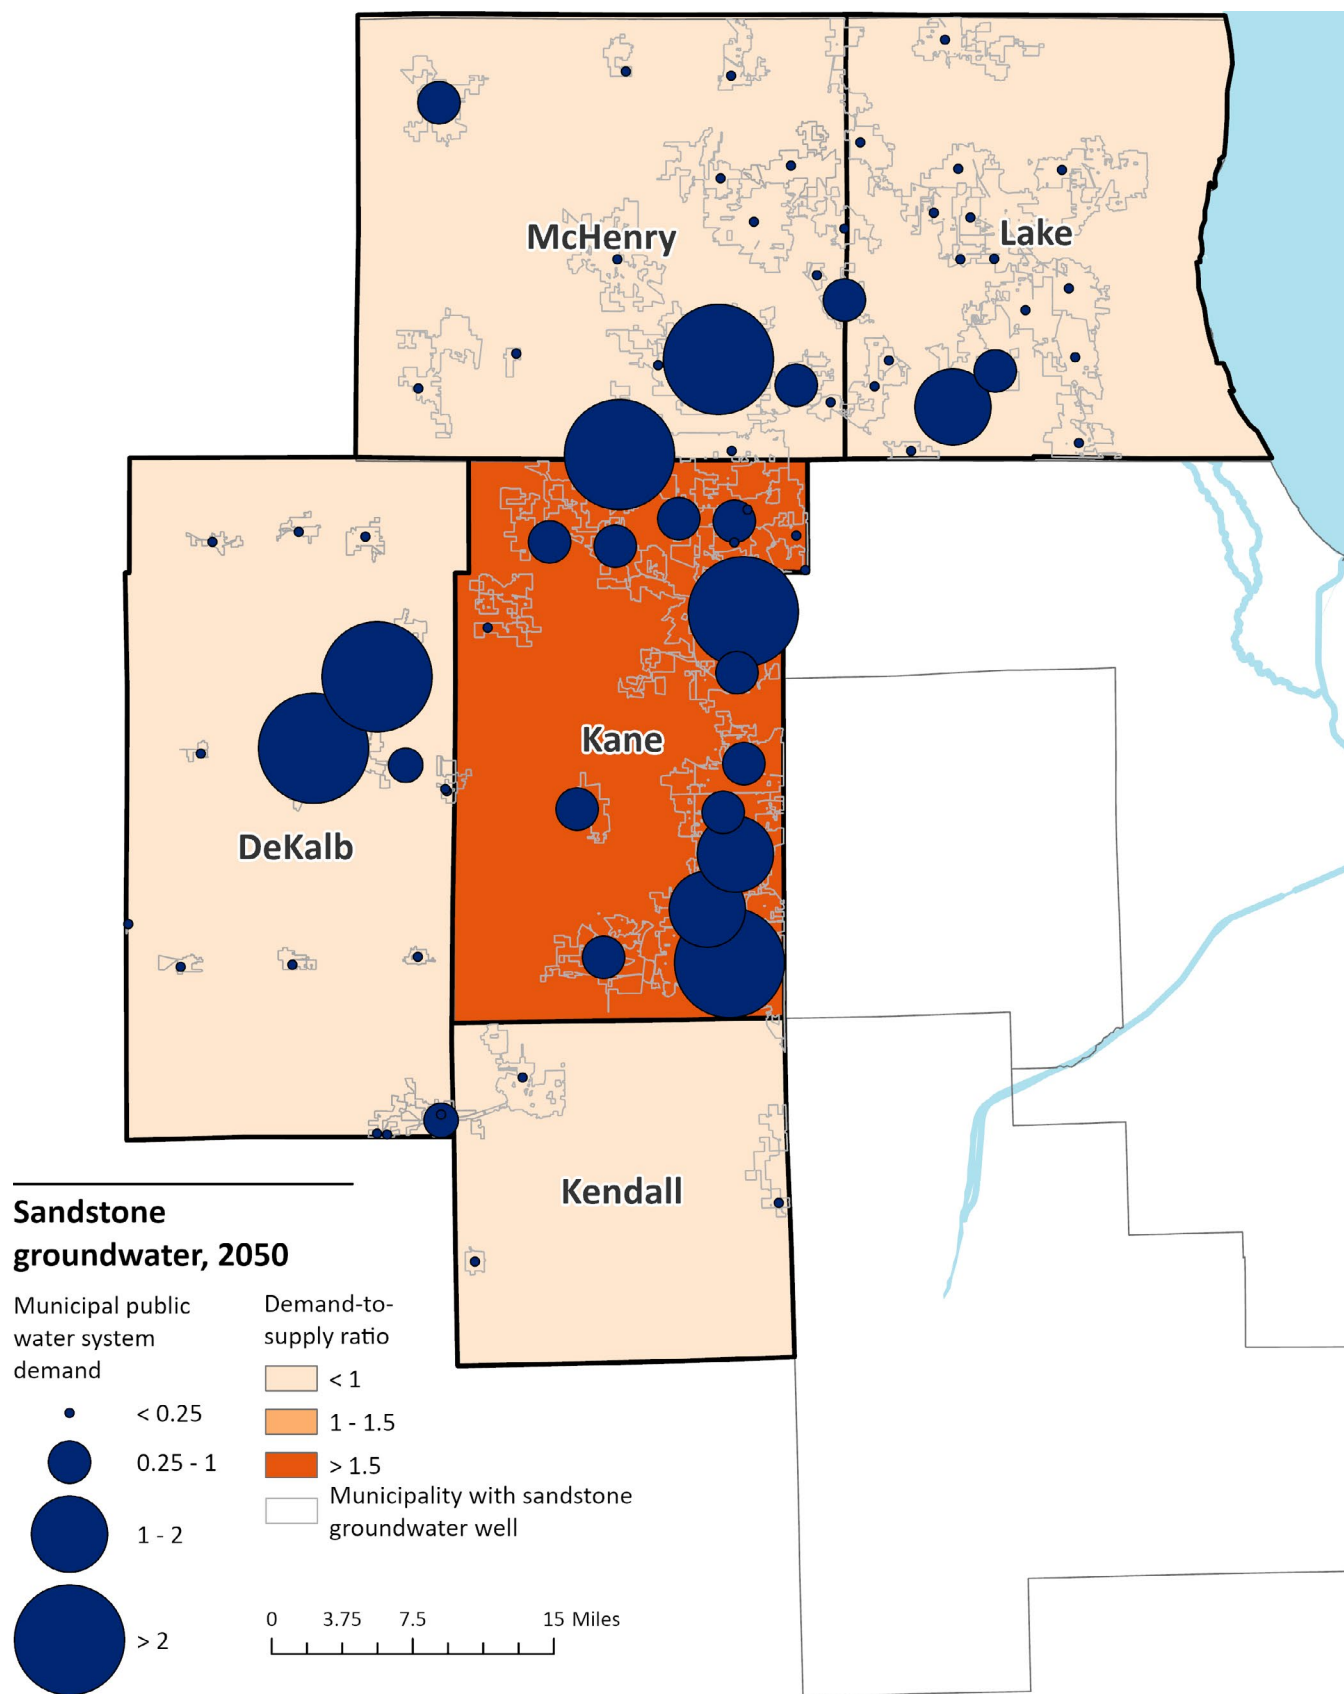 McHenry
Lake
Kane
DeKalb
Kendall
Sandstone
groundwater, 2050
Municipal public
water system
demand
< 0.25
0.25 - 1
1 - 2
> 2
Demand-to-
supply ratio
< 1
1 - 1.5
> 1.5
Municipality with sandstone
groundwater well
0 3.75 7.5 15 Miles